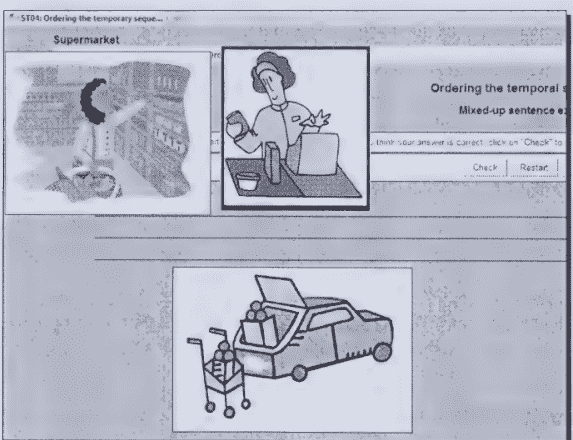 ST04: Ordering the temporary seque...
Supermarket
Ordering the temporal s
Mixed-up sentence e
think your answer is correct, click on "Check" to
Check
Restart